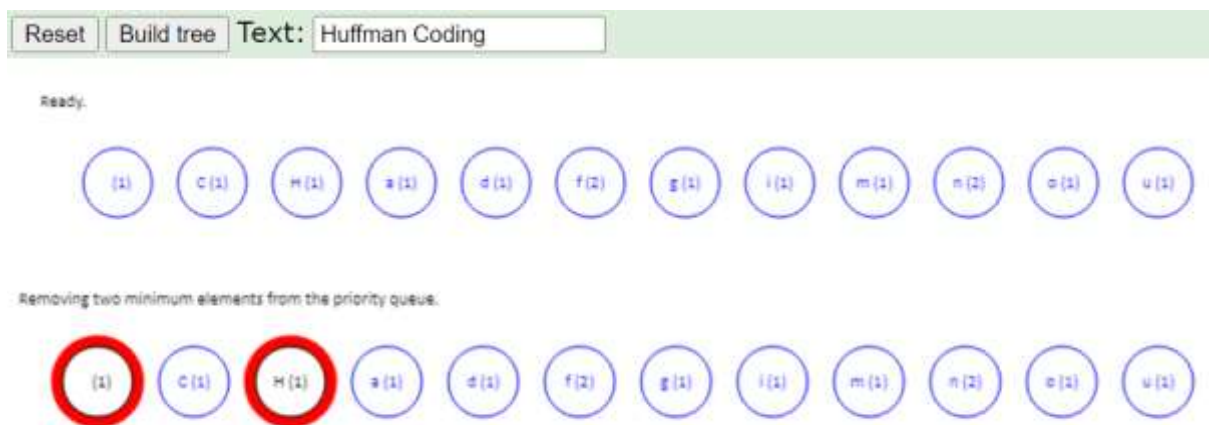 Reset Build tree Text: Huffman Coding
Ready.
(1) C (1) H (1) a (1) d (1) f (2) g (1) i (1) m (1) n (2) o (1) u (1)
Removing two minimum elements from the priority queue.
(1) C (1) H (1) a (1) d (1) f (2) g (1) i (1) m (1) n (2) o (1) u (1)